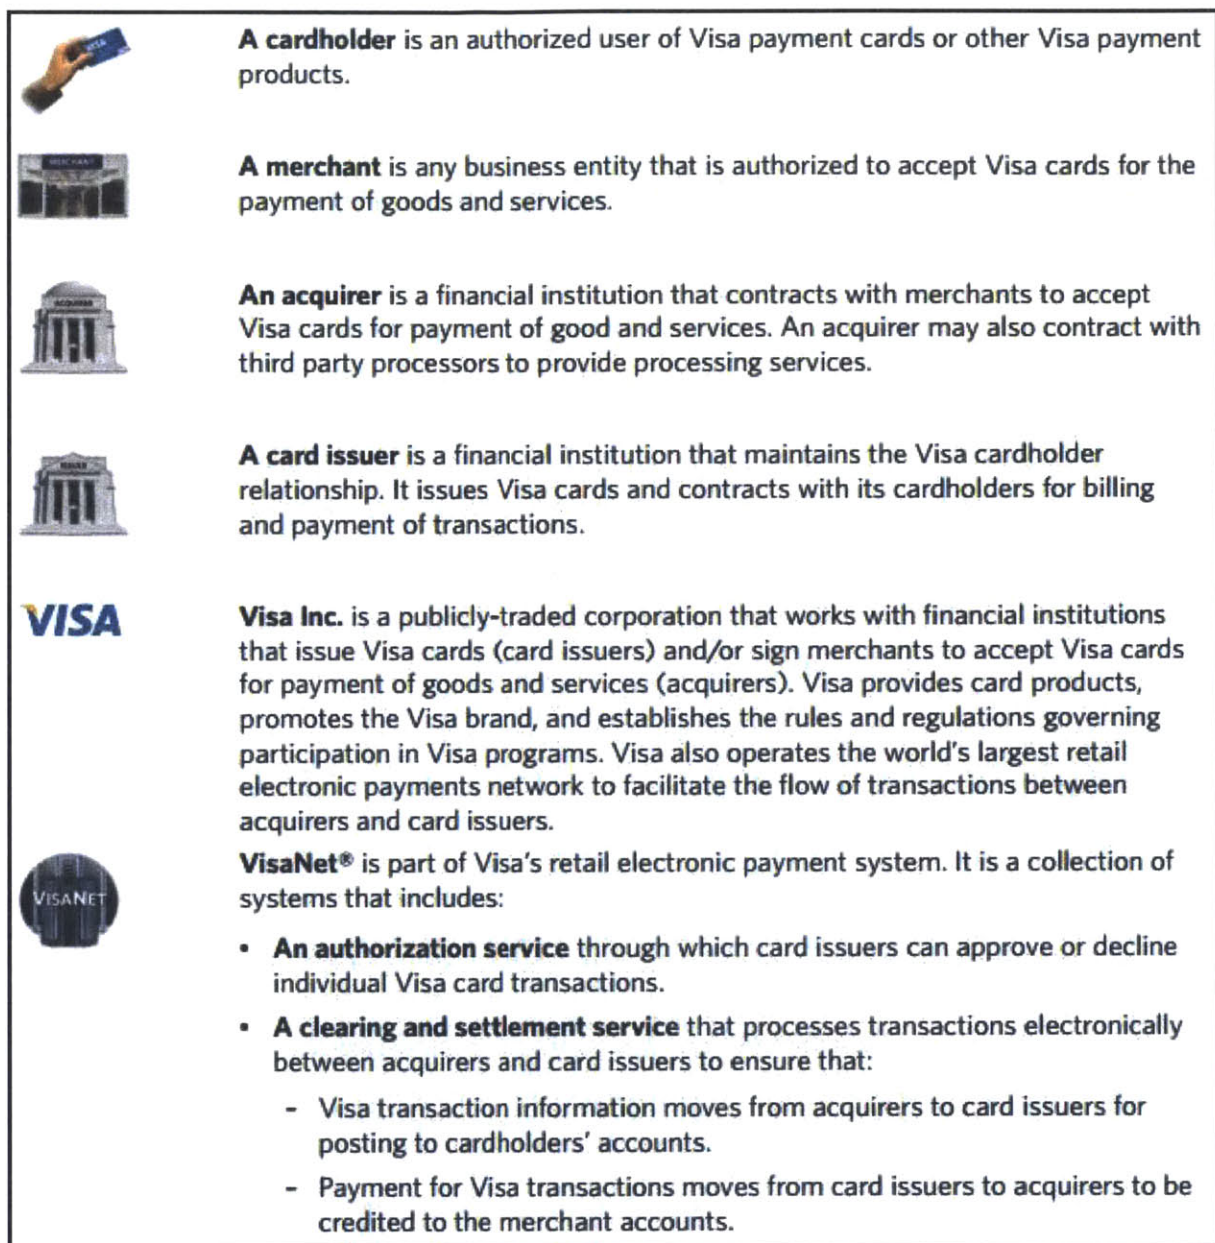 VISA
A cardholder is an authorized user of Visa payment cards or other Visa payment
products.
MERCHANT
A merchant is any business entity that is authorized to accept Visa cards for the
payment of goods and services.
ACQUIRER
An acquirer is a financial institution that contracts with merchants to accept
Visa cards for payment of good and services. An acquirer may also contract with
third party processors to provide processing services.
ISSUER
A card issuer is a financial institution that maintains the Visa cardholder
relationship. It issues Visa cards and contracts with its cardholders for billing
and payment of transactions.
VISA
Visa Inc. is a publicly-traded corporation that works with financial institutions
that issue Visa cards (card issuers) and/or sign merchants to accept Visa cards
for payment of goods and services (acquirers). Visa provides card products,
promotes the Visa brand, and establishes the rules and regulations governing
participation in Visa programs. Visa also operates the world's largest retail
electronic payments network to facilitate the flow of transactions between
acquirers and card issuers.
VISANET
VisaNet® is part of Visa's retail electronic payment system. It is a collection of
systems that includes:
• An authorization service through which card issuers can approve or decline
individual Visa card transactions.
• A clearing and settlement service that processes transactions electronically
between acquirers and card issuers to ensure that:
- Visa transaction information moves from acquirers to card issuers for
posting to cardholders' accounts.
- Payment for Visa transactions moves from card issuers to acquirers to be
credited to the merchant accounts.